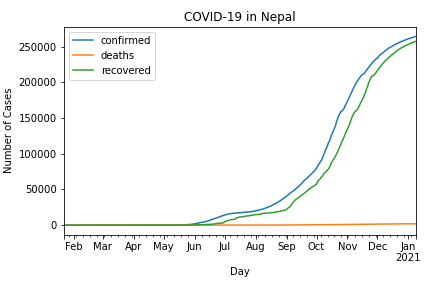 COVID-19 in Nepal
confirmed
deaths
recovered
Number of Cases
250000
200000
150000
100000
50000
0
Feb Mar Apr May Jun Jul Aug Sep Oct Nov Dec Jan
2021
Day